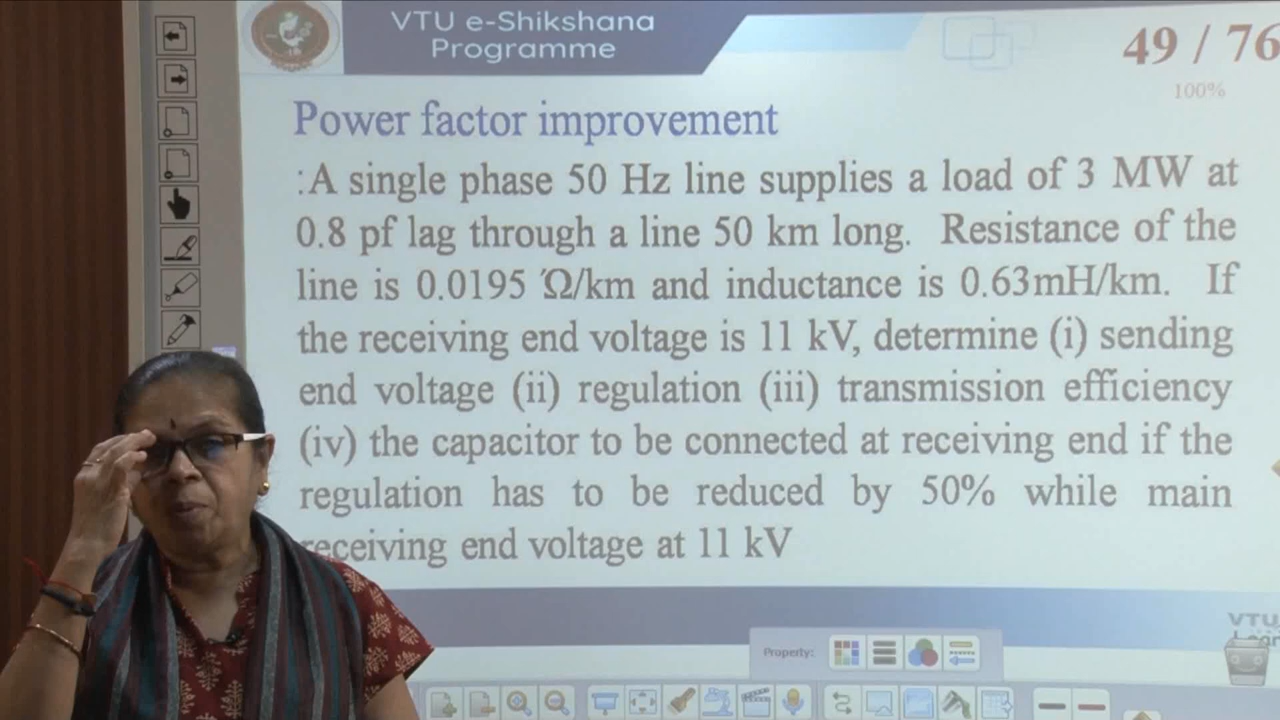 VTU e-Shikshana
Programme
49 / 76
100%
Power factor improvement
:A single phase 50 Hz line supplies a load of 3 MW at
0.8 pf lag through a line 50 km long. Resistance of the
line is 0.0195 Ώ/km and inductance is 0.63mH/km. If
the receiving end voltage is 11 kV, determine (i) sending
end voltage (ii) regulation (iii) transmission efficiency
(iv) the capacitor to be connected at receiving end if the
regulation has to be reduced by 50% while main
receiving end voltage at 11 kV
VTU
Property: